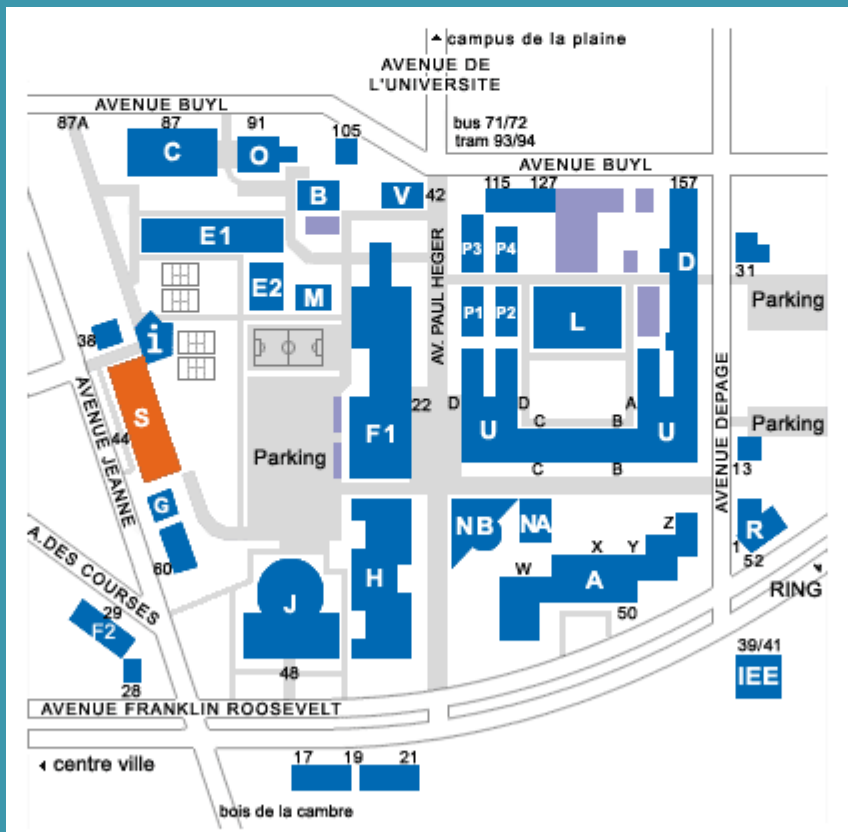 campus de la plaine
AVENUE DE
L'UNIVERSITE
AVENUE BUYL
87A
87
91
105
bus 71/72
tram 93/94
AVENUE BUYL
C
O
B
V
42
115
127
157
E1
P3
P4
D
31
E2
M
AV. PAUL HEGER
P1
P2
L
Parking
38
i
S
44
AVENUE JEANNE
Parking
F1
22
D
D
C
B
A
U
U
C
B
AVENUE DEPAGE
Parking
13
G
60
NB
NA
Z
X
Y
W
A
50
R
1
52
RING
A.DES COURSES
29
F2
28
J
H
48
39/41
IEE
AVENUE FRANKLIN ROOSEVELT
centre ville
17
19
21
bois de la cambre